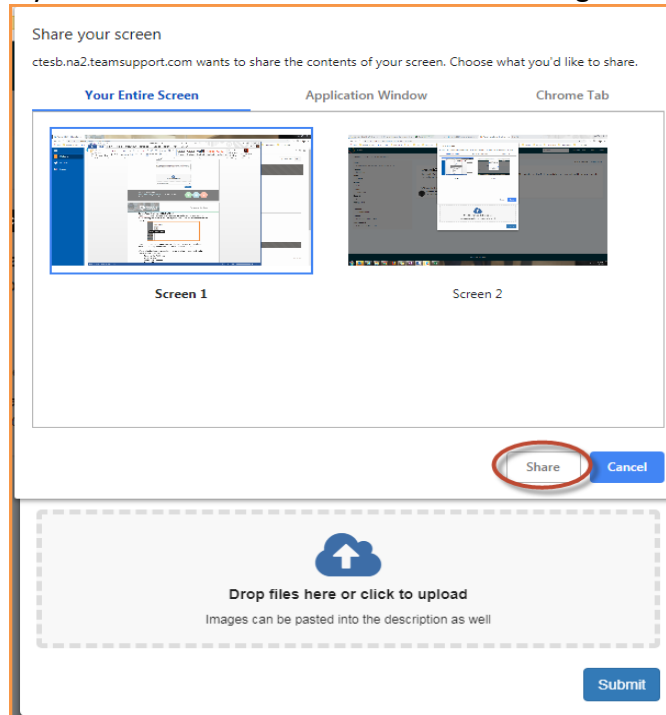 Share your screen
ctesb.na2.teamsupport.com wants to share the contents of your screen. Choose what you'd like to share.
Your Entire Screen Application Window Chrome Tab
Screen 1 Screen 2
Share Cancel
Drop files here or click to upload
Images can be pasted into the description as well
Submit